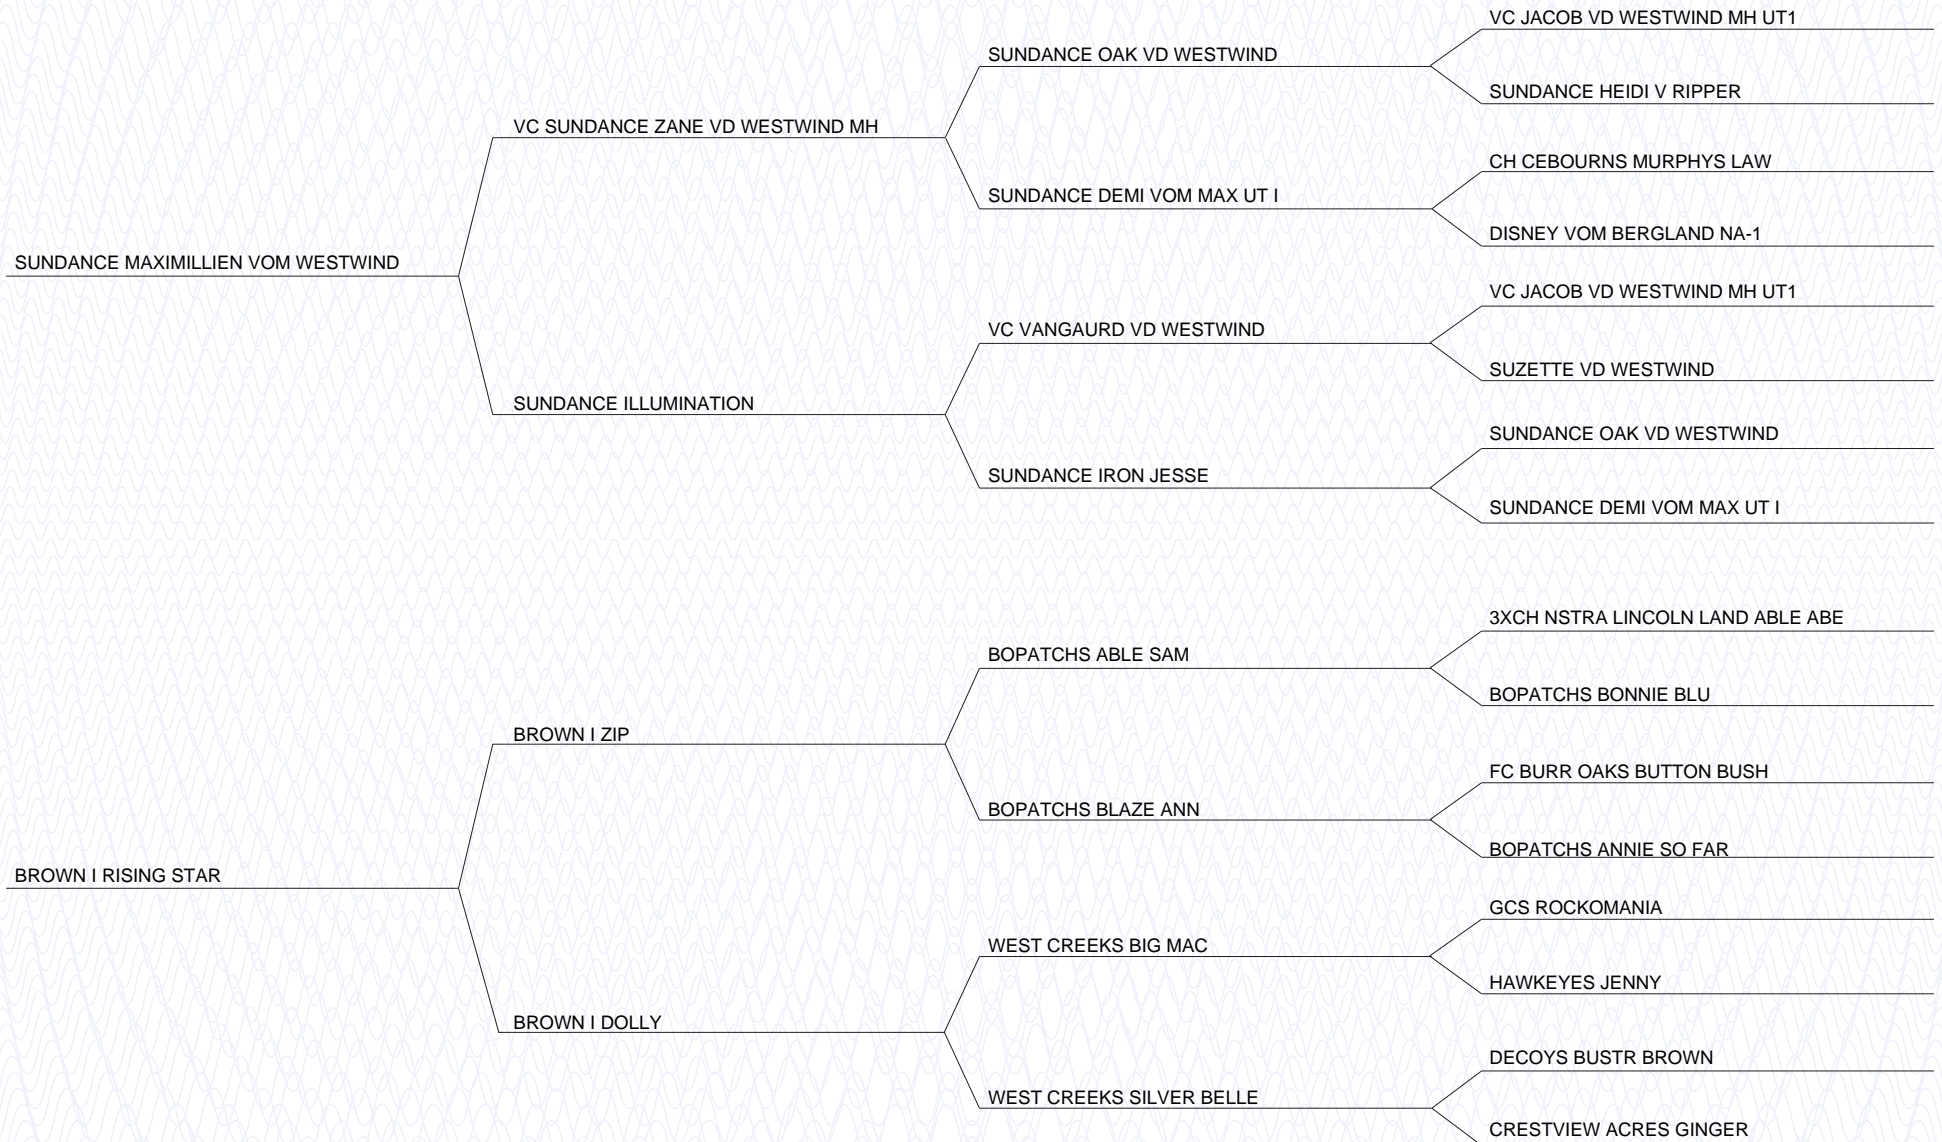 VC JACOB VD WESTWIND MH UT1
SUNDANCE OAK VD WESTWIND
SUNDANCE HEIDI V RIPPER
VC SUNDANCE ZANE VD WESTWIND MH
CH CEBOURNS MURPHYS LAW
SUNDANCE DEMI VOM MAX UT I
DISNEY VOM BERGLAND NA-1
SUNDANCE MAXIMILLIEN VOM WESTWIND
VC JACOB VD WESTWIND MH UT1
VC VANGAURD VD WESTWIND
SUZETTE VD WESTWIND
SUNDANCE ILLUMINATION
SUNDANCE OAK VD WESTWIND
SUNDANCE IRON JESSE
SUNDANCE DEMI VOM MAX UT I
3XCH NSTRA LINCOLN LAND ABLE ABE
BOPATCHS ABLE SAM
BOPATCHS BONNIE BLU
BROWN I ZIP
FC BURR OAKS BUTTON BUSH
BOPATCHS BLAZE ANN
BOPATCHS ANNIE SO FAR
BROWN I RISING STAR
GCS ROCKOMANIA
WEST CREEKS BIG MAC
HAWKEYES JENNY
BROWN I DOLLY
DECOYS BUSTR BROWN
WEST CREEKS SILVER BELLE
CRESTVIEW ACRES GINGER